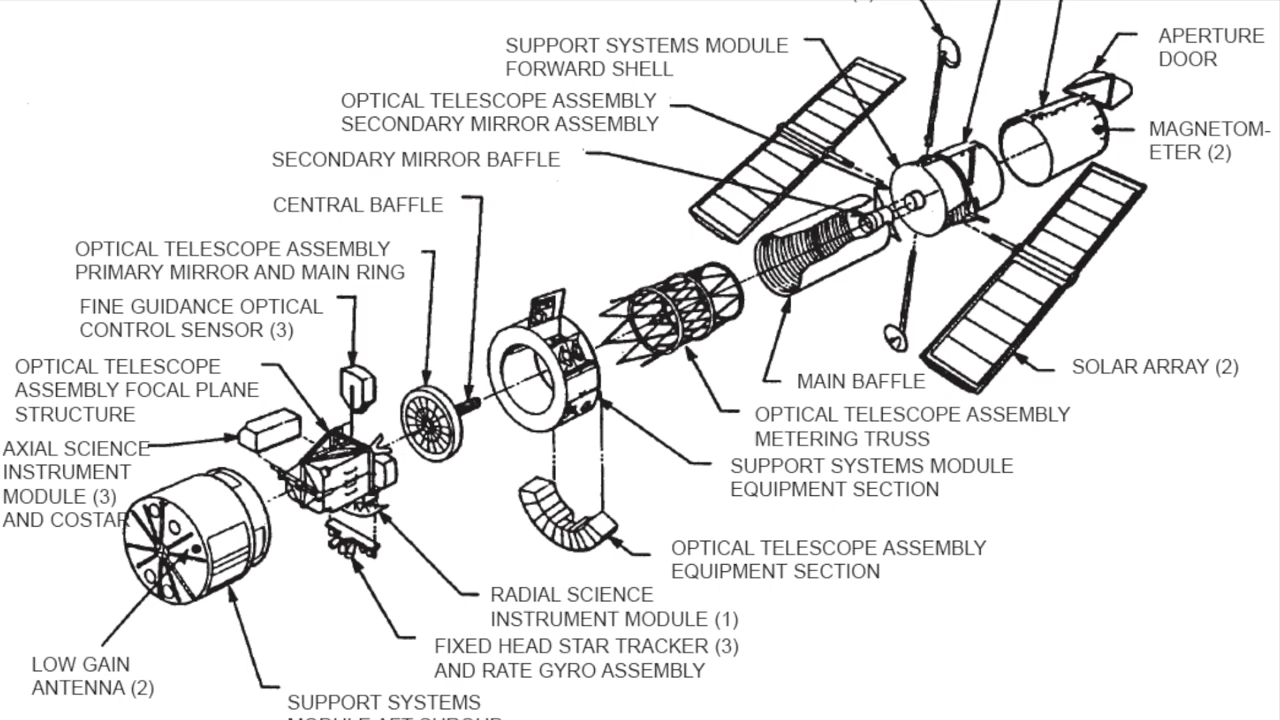 SUPPORT SYSTEMS MODULE
FORWARD SHELL
APERTURE
DOOR
OPTICAL TELESCOPE ASSEMBLY
SECONDARY MIRROR ASSEMBLY
MAGNETOM-
ETER (2)
SECONDARY MIRROR BAFFLE
CENTRAL BAFFLE
OPTICAL TELESCOPE ASSEMBLY
PRIMARY MIRROR AND MAIN RING
FINE GUIDANCE OPTICAL
CONTROL SENSOR (3)
OPTICAL TELESCOPE
ASSEMBLY FOCAL PLANE
STRUCTURE
AXIAL SCIENCE
INSTRUMENT
MODULE (3)
AND COSTAR
SOLAR ARRAY (2)
MAIN BAFFLE
OPTICAL TELESCOPE ASSEMBLY
METERING TRUSS
SUPPORT SYSTEMS MODULE
EQUIPMENT SECTION
OPTICAL TELESCOPE ASSEMBLY
EQUIPMENT SECTION
RADIAL SCIENCE
INSTRUMENT MODULE (1)
FIXED HEAD STAR TRACKER (3)
AND RATE GYRO ASSEMBLY
LOW GAIN
ANTENNA (2)
SUPPORT SYSTEMS